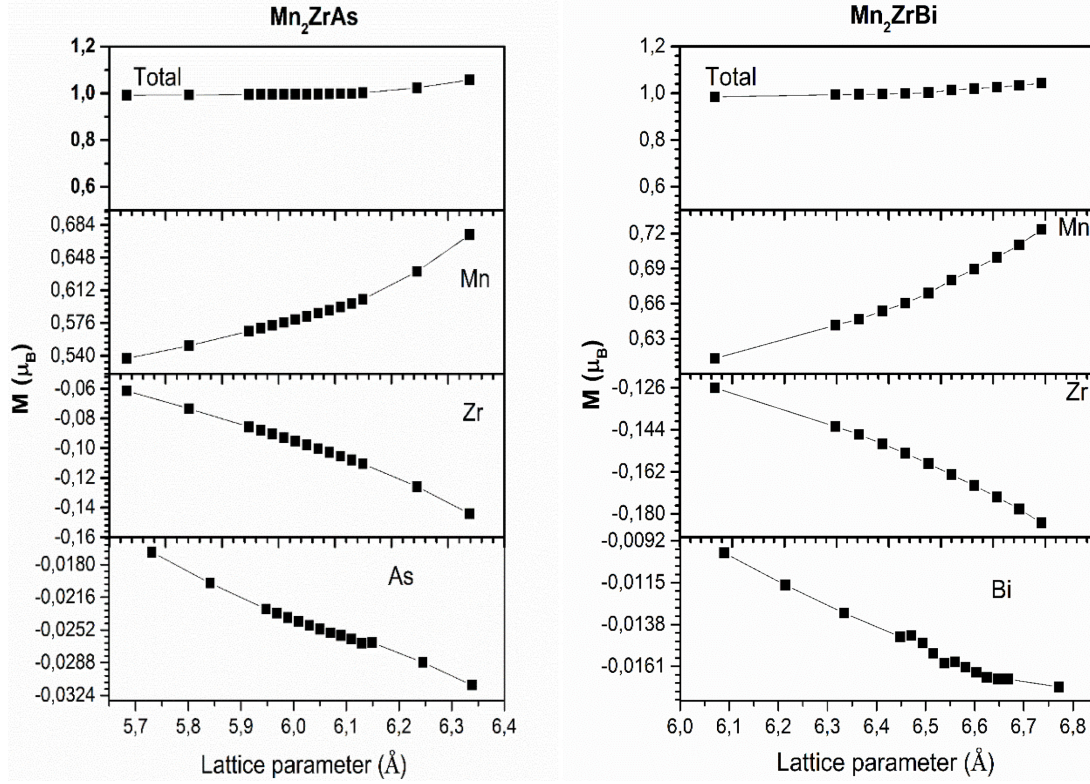 Mn₂ZrAs
Total
1,2
1,0
0,8
0,6
Mn
0,684
0,648
0,612
0,576
0,540
Zr
-0,06
-0,08
-0,10
-0,12
-0,14
-0,16
As
-0,0180
-0,0216
-0,0252
-0,0288
-0,0324
M (μB)
5,7 5,8 5,9 6,0 6,1 6,2 6,3 6,4
Lattice parameter (Å)
Mn₂ZrBi
Total
1,2
1,0
0,8
0,6
Mn
0,72
0,69
0,66
0,63
Zr
-0,126
-0,144
-0,162
-0,180
Bi
-0,0092
-0,0115
-0,0138
-0,0161
M (μB)
6,0 6,1 6,2 6,3 6,4 6,5 6,6 6,7 6,8
Lattice parameter (Å)